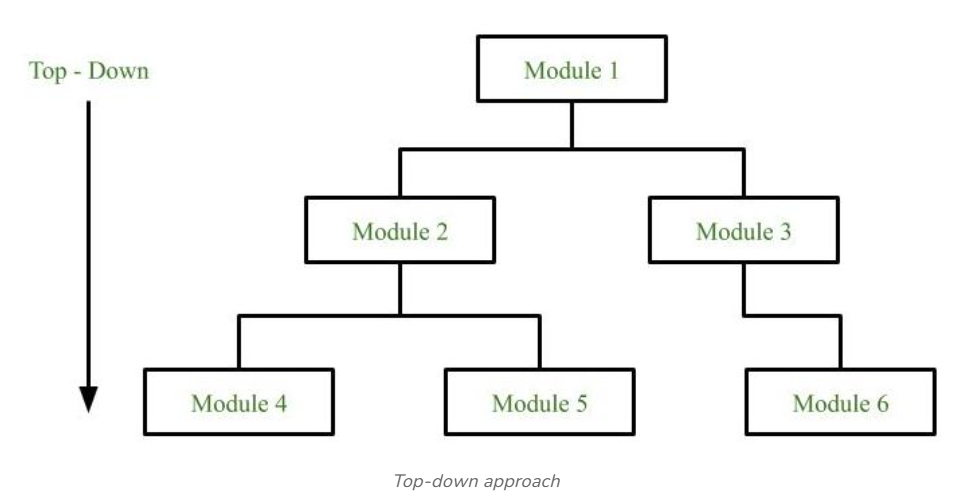 Top - Down
Module 1
Module 2
Module 3
Module 4
Module 5
Module 6
Top-down approach